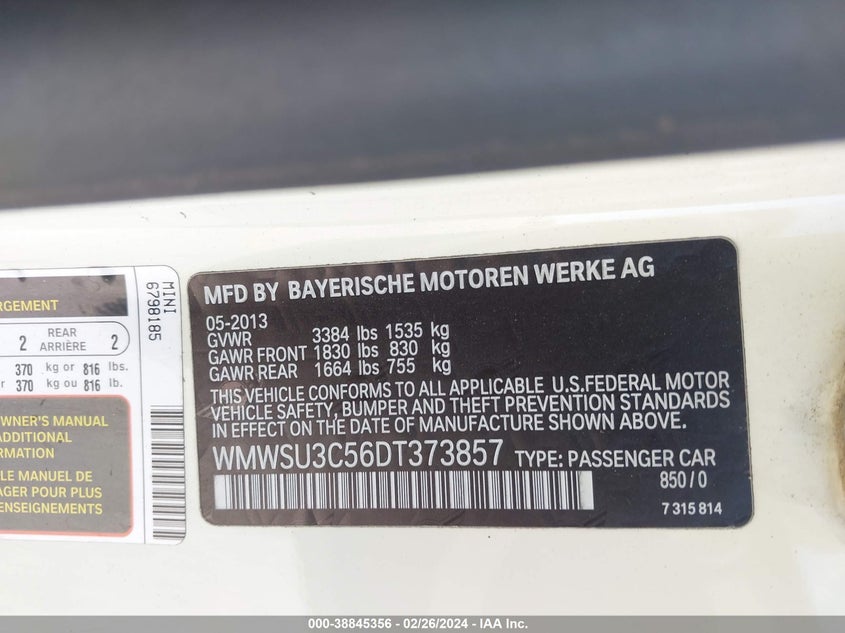 RGEMENT
2 REAR ARRIÈRE 2
370 kg or 816 lbs.
r 370 kg ou 816 lb.
WNER'S MANUAL
ADDITIONAL
ORMATION
LE MANUEL DE
AGER POUR PLUS
ENSEIGNEMENTS
MINI
6798185
MFD BY BAYERISCHE MOTOREN WERKE AG
05-2013
GVWR 3384 lbs 1535 kg
GAWR FRONT 1830 lbs 830 kg
GAWR REAR 1664 lbs 755 kg
THIS VEHICLE CONFORMS TO ALL APPLICABLE U.S.FEDERAL MOTOR
VEHICLE SAFETY, BUMPER AND THEFT PREVENTION STANDARDS
IN EFFECT ON THE DATE OF MANUFACTURE SHOWN ABOVE.
WMWSU3C56DT373857 TYPE: PASSENGER CAR
850/0
7 315 814
000-38845356 - 02/26/2024 - IAA Inc.